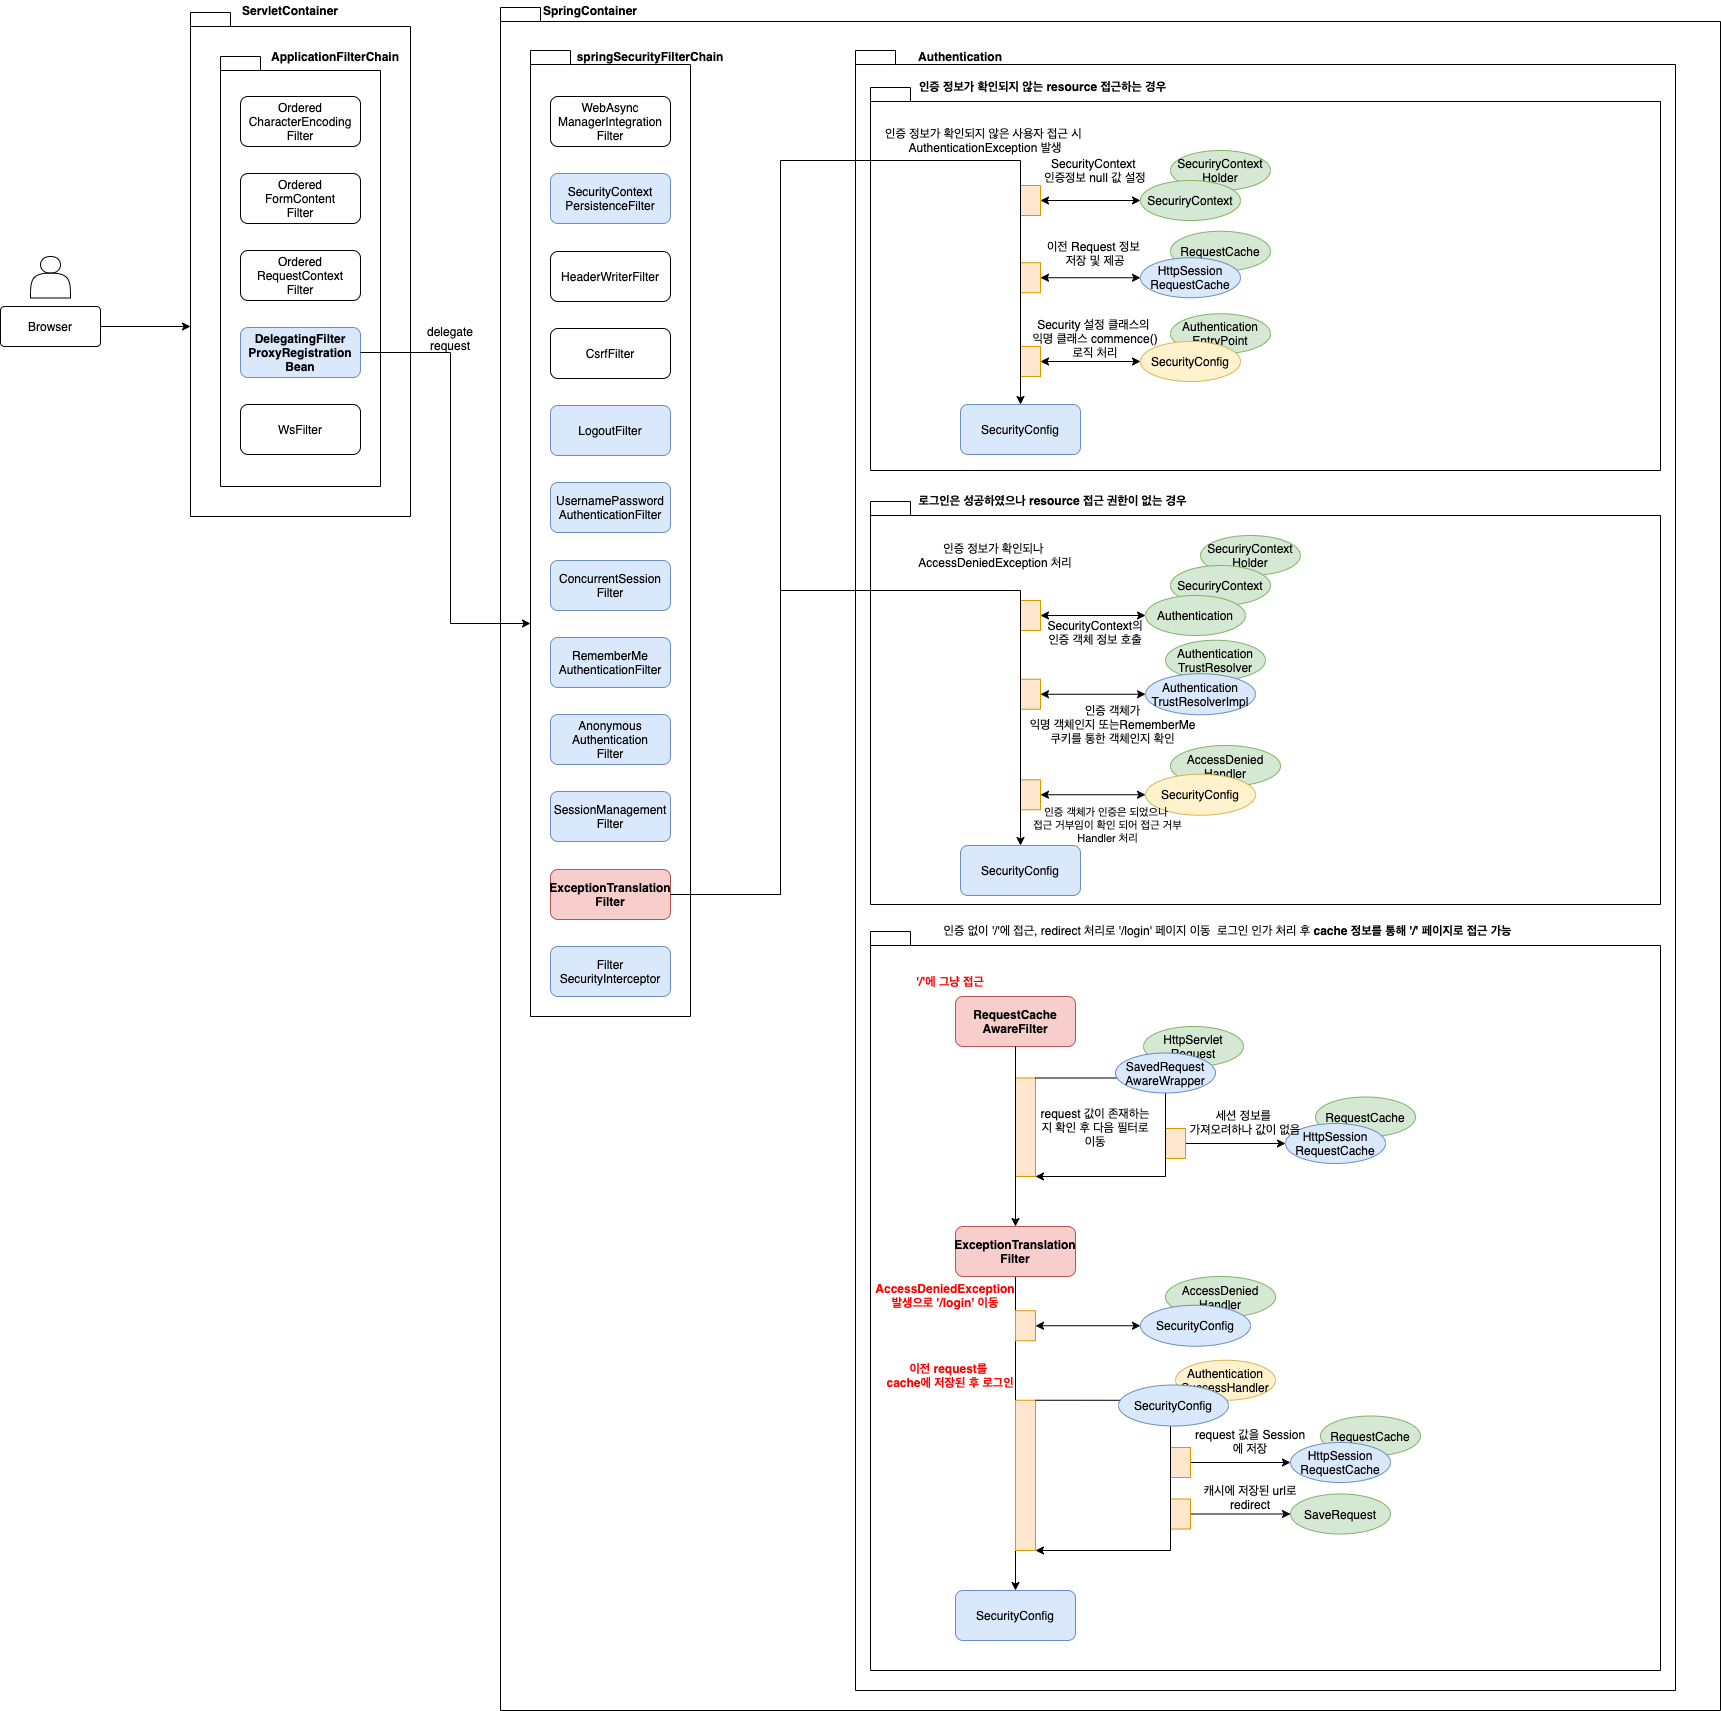 ServletContainer
ApplicationFilterChain
Ordered
CharacterEncoding
Filter
Ordered
FormContent
Filter
Ordered
RequestContext
Filter
DelegatingFilter
ProxyRegistration
Bean
WsFilter
Browser
delegate
request
SpringContainer
springSecurityFilterChain
WebAsync
ManagerIntegration
Filter
SecurityContext
PersistenceFilter
HeaderWriterFilter
CsrfFilter
LogoutFilter
UsernamePassword
AuthenticationFilter
ConcurrentSession
Filter
RememberMe
AuthenticationFilter
Anonymous
Authentication
Filter
SessionManagement
Filter
ExceptionTranslation
Filter
Filter
SecurityInterceptor
Authentication
인증 정보가 확인되지 않는 resource 접근하는 경우
인증 정보가 확인되지 않은 사용자 접근 시
AuthenticationException 발생
SecurityContext
인증정보 null 값 설정
SecuriryContext
Holder
SecuriryContext
이전 Request 정보
저장 및 제공
RequestCache
HttpSession
RequestCache
Security 설정 클래스의
익명 클래스 commence()
로직 처리
Authentication
EntryPoint
SecurityConfig
SecurityConfig
로그인은 성공하였으나 resource 접근 권한이 없는 경우
인증 정보가 확인되나
AccessDeniedException 처리
SecuriryContext
Holder
SecuriryContext
Authentication
SecurityContext의
인증 객체 정보 호출
Authentication
TrustResolver
Authentication
TrustResolverImpl
인증 객체가
익명 객체인지 또는RememberMe
쿠키를 통한 객체인지 확인
AccessDenied
Handler
SecurityConfig
인증 객체가 인증은 되었으나
접근 거부임이 확인 되어 접근 거부
Handler 처리
SecurityConfig
인증 없이 '/'에 접근, redirect 처리로 '/login' 페이지 이동 로그인 인가 처리 후 cache 정보를 통해 '/' 페이지로 접근 가능
'/'에 그냥 접근
RequestCache
AwareFilter
HttpServlet
Request
SavedRequest
AwareWrapper
request 값이 존재하는
지 확인 후 다음 필터로
이동
세션 정보를
가져오려하나 값이 없음
RequestCache
HttpSession
RequestCache
ExceptionTranslation
Filter
AccessDeniedException
발생으로 '/login' 이동
AccessDenied
Handler
SecurityConfig
이전 request를
cache에 저장된 후 로그인
Authentication
SuccessHandler
SecurityConfig
request 값을 Session
에 저장
RequestCache
HttpSession
RequestCache
캐시에 저장된 url로
redirect
SaveRequest
SecurityConfig